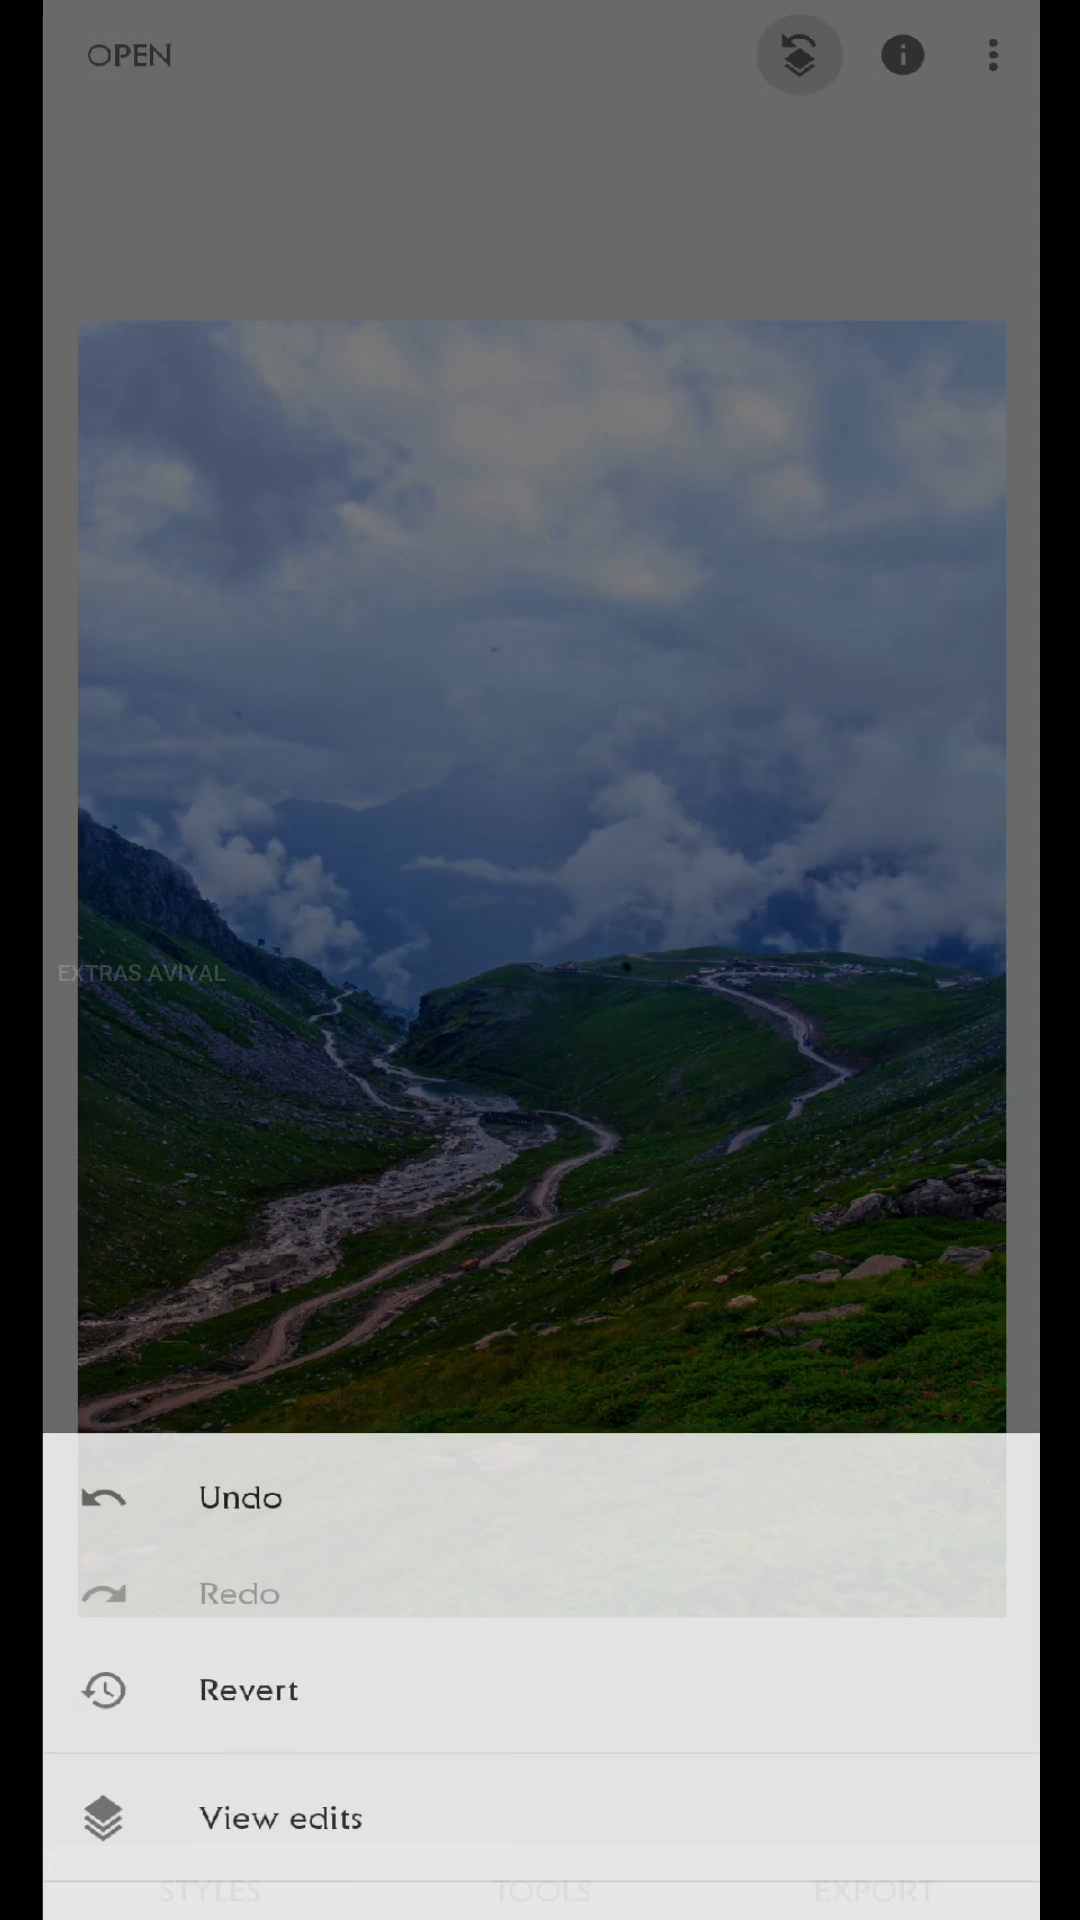 OPEN
EXTRAS AVIYAL
Undo
Redo
Revert
View edits
STYLES TOOLS EXPORT